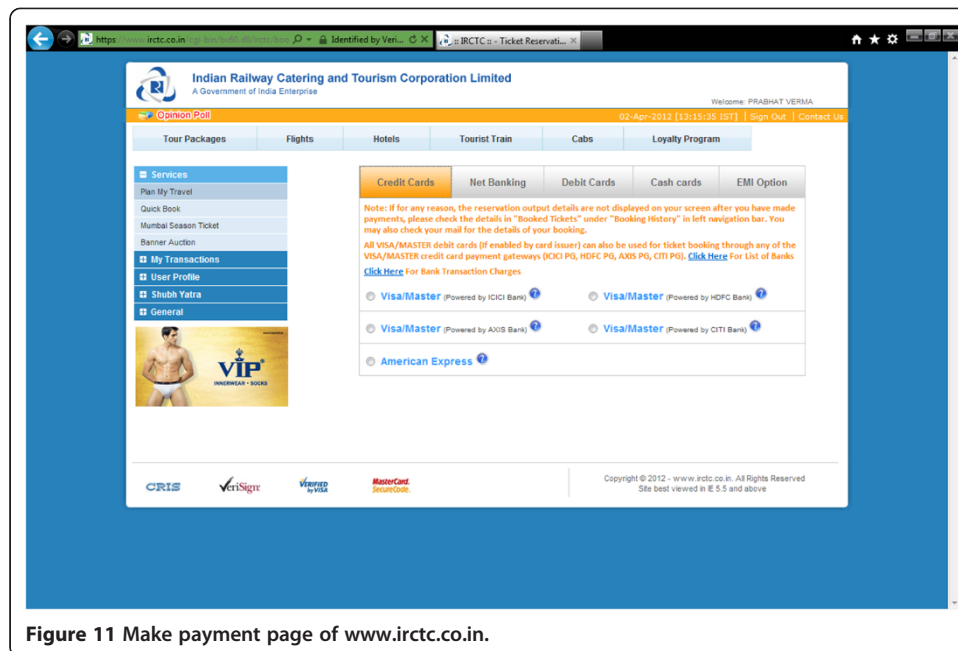 https://www.irctc.co.in
Identified by Veri...
:: IRCTC :: - Ticket Reservati...
Indian Railway Catering and Tourism Corporation Limited
A Government of India Enterprise
Welcome: PRABHAT VERMA
Opinion Poll
02-Apr-2012 [13:15:35 IST] | Sign Out | Contact Us
Tour Packages Flights Hotels Tourist Train Cabs Loyalty Program
Services
Plan My Travel
Quick Book
Mumbai Season Ticket
Banner Auction
My Transactions
User Profile
Shubh Yatra
General
VIP
INNERWEAR • SOCKS
Credit Cards Net Banking Debit Cards Cash cards EMI Option
Note: If for any reason, the reservation output details are not displayed on your screen after you have made
payments, please check the details in "Booked Tickets" under "Booking History" in left navigation bar. You
may also check your mail for the details of your booking.
All VISA/MASTER debit cards (If enabled by card issuer) can also be used for ticket booking through any of the
VISA/MASTER credit card payment gateways (ICICI PG, HDFC PG, AXIS PG, CITI PG). Click Here For List of Banks
Click Here For Bank Transaction Charges
Visa/Master (Powered by ICICI Bank) ? Visa/Master (Powered by HDFC Bank) ?
Visa/Master (Powered by AXIS Bank) ? Visa/Master (Powered by CITI Bank) ?
American Express ?
CRIS VeriSign VERIFIED by VISA MasterCard. SecureCode.
Copyright © 2012 - www.irctc.co.in. All Rights Reserved
Site best viewed in IE 5.5 and above
Figure 11 Make payment page of www.irctc.co.in.